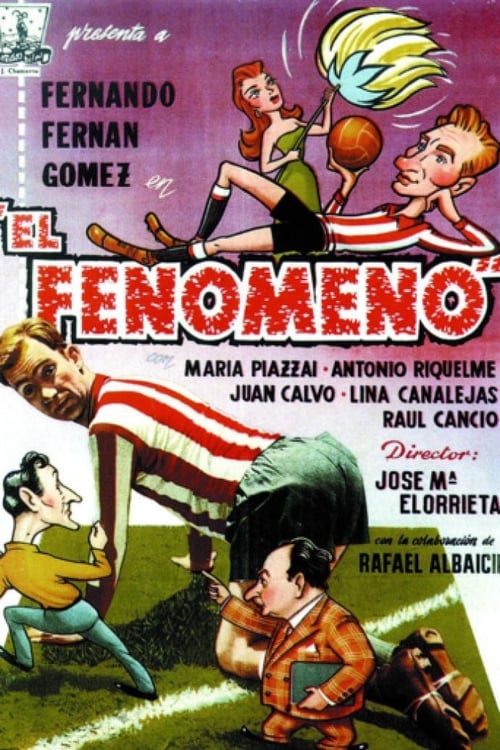 J. Chamorro
presenta a
FERNANDO
FERNAN
GOMEZ en
"EL
FENOMENO"
con
MARIA PIAZZAI · ANTONIO RIQUELME
JUAN CALVO · LINA CANALEJAS
RAUL CANCIO
Director:
JOSE Mª
ELORRIETA
con la colaboración de
RAFAEL ALBAICIN